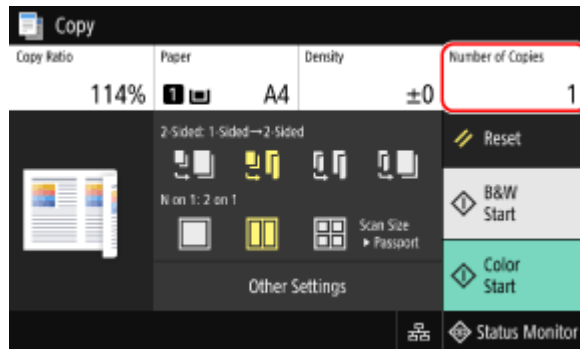 Copy
Copy Ratio
114%
Paper
1 A4
Density
±0
Number of Copies
1
2-Sided: 1-Sided→2-Sided
N on 1: 2 on 1
Scan Size
▸ Passport
Other Settings
Reset
B&W
Start
Color
Start
Status Monitor